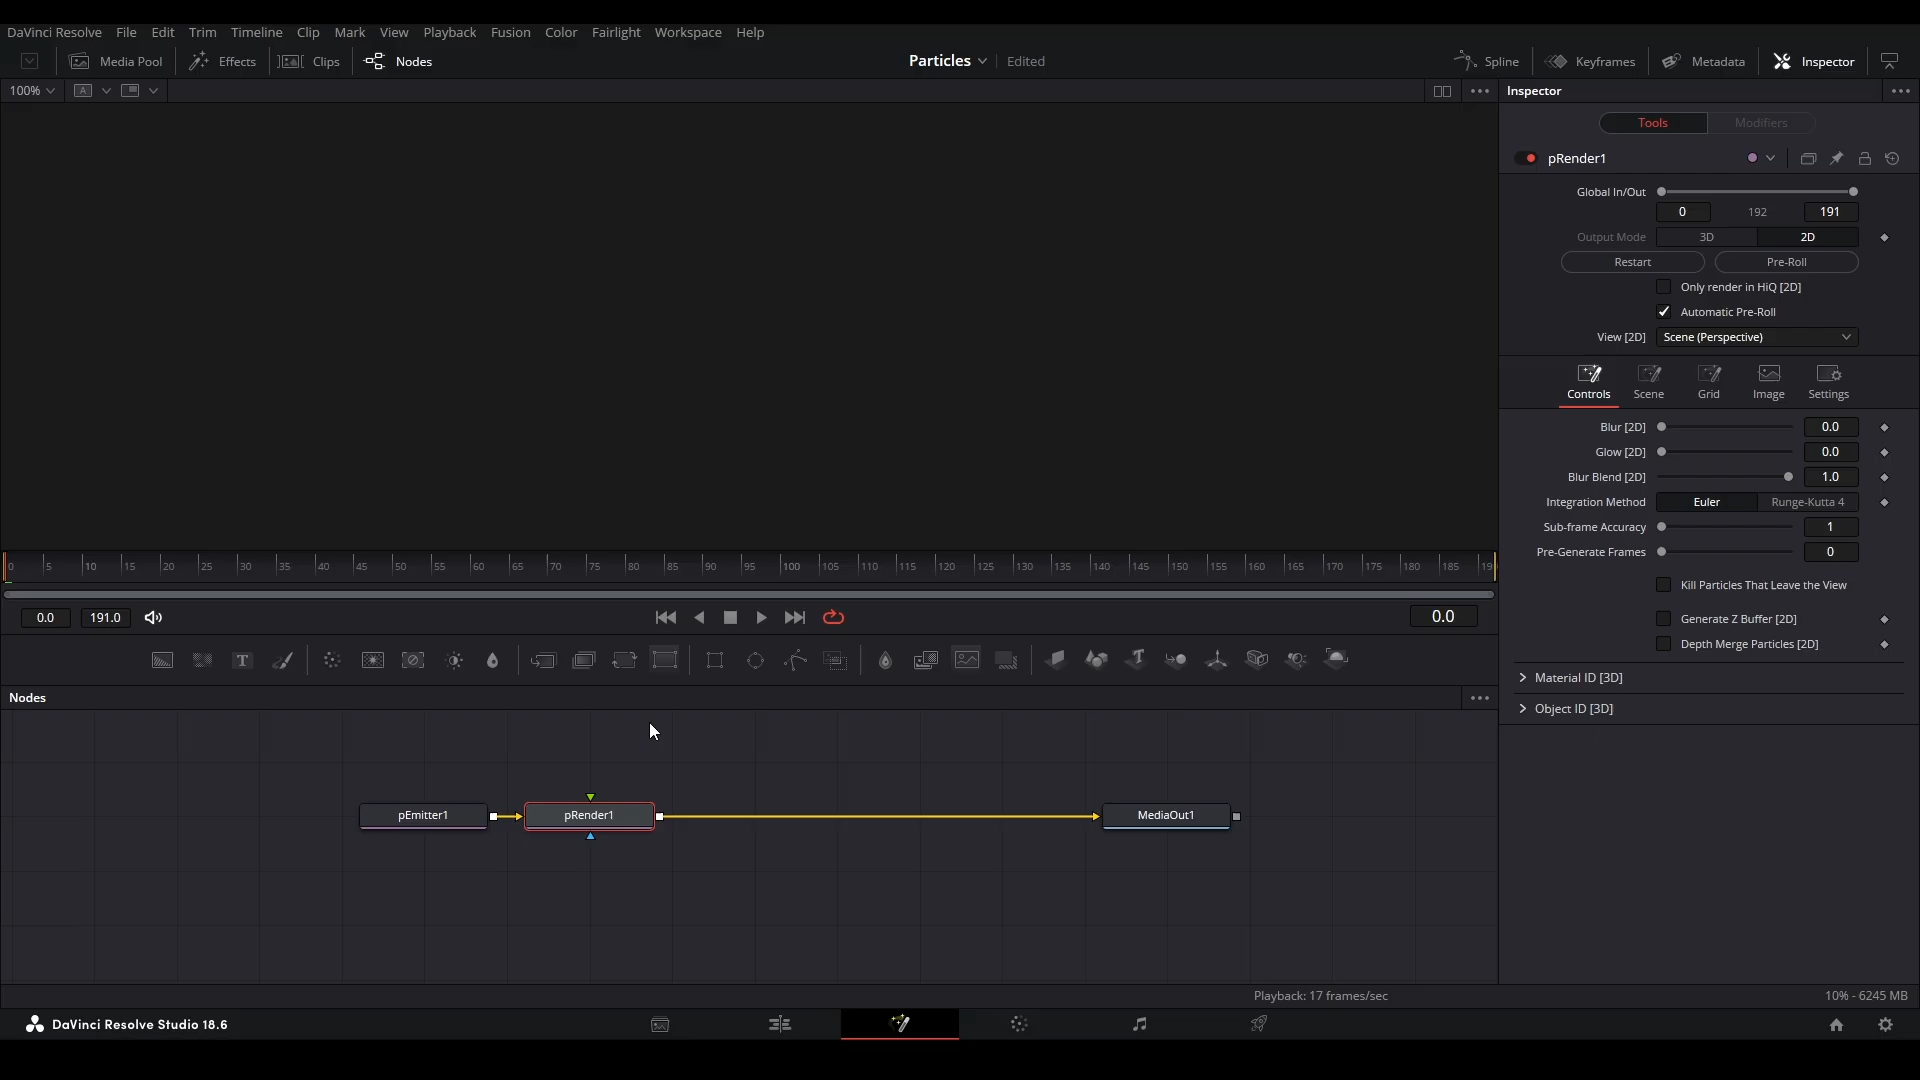 DaVinci Resolve File Edit Trim Timeline Clip Mark View Playback Fusion Color Fairlight Workspace Help
Media Pool Effects Clips Nodes Particles Edited Spline Keyframes Metadata Inspector
100% A Inspector
Tools Modifiers
pRender1
Global In/Out
0 192 191
Output Mode 3D 2D
Restart Pre-Roll
Only render in HiQ [2D]
Automatic Pre-Roll
View [2D] Scene (Perspective)
Controls Scene Grid Image Settings
Blur [2D] 0.0
Glow [2D] 0.0
Blur Blend [2D] 1.0
Integration Method Euler Runge-Kutta 4
Sub-frame Accuracy 1
Pre-Generate Frames 0
Kill Particles That Leave the View
Generate Z Buffer [2D]
Depth Merge Particles [2D]
Material ID [3D]
Object ID [3D]
0 5 10 15 20 25 30 35 40 45 50 55 60 65 70 75 80 85 90 95 100 105 110 115 120 125 130 135 140 145 150 155 160 165 170 175 180 185
0.0 191.0 0.0
T
Nodes
pEmitter1 pRender1 MediaOut1
Playback: 17 frames/sec 10% - 6245 MB
DaVinci Resolve Studio 18.6